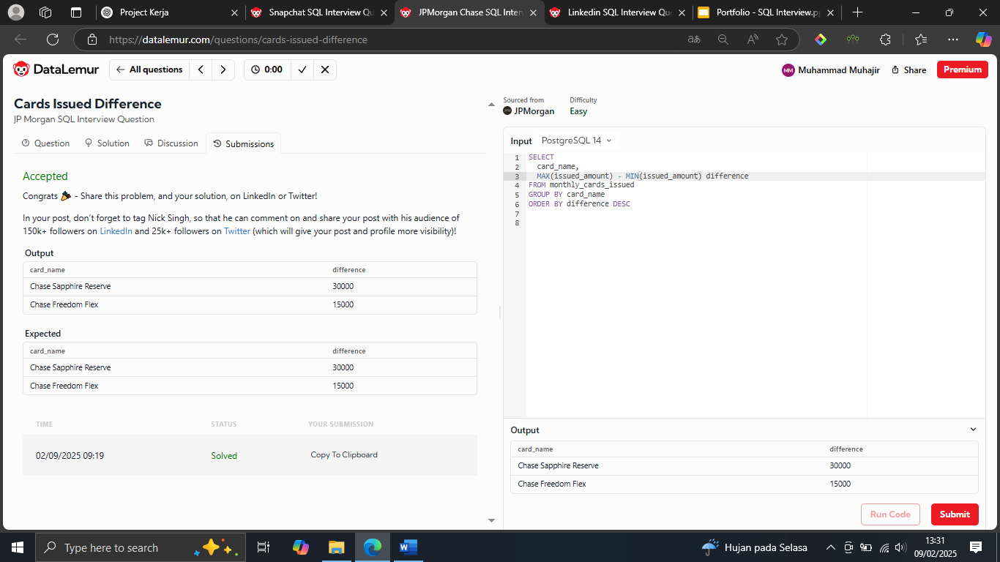 Project Kerja
Snapchat SQL Interview Qu
JPMorgan Chase SQL Inter
Linkedin SQL Interview Que
Portfolio - SQL Interview.pp
https://datalemur.com/questions/cards-issued-difference
DataLemur
All questions
0:00
MM
Muhammad Muhajir
Share
Premium
Cards Issued Difference
JP Morgan SQL Interview Question
Question
Solution
Discussion
Submissions
Accepted
Congrats 🎉 - Share this problem, and your solution, on LinkedIn or Twitter!
In your post, don't forget to tag Nick Singh, so that he can comment on and share your post with his audience of
150k+ followers on LinkedIn and 25k+ followers on Twitter (which will give your post and profile more visibility)!
Output
card_name difference
Chase Sapphire Reserve 30000
Chase Freedom Flex 15000
Expected
card_name difference
Chase Sapphire Reserve 30000
Chase Freedom Flex 15000
TIME STATUS YOUR SUBMISSION
02/09/2025 09:19 Solved Copy To Clipboard
Sourced from
JPMorgan
Difficulty
Easy
Input PostgreSQL 14
1 SELECT
2 card_name,
3 MAX(issued_amount) - MIN(issued_amount) difference
4 FROM monthly_cards_issued
5 GROUP BY card_name
6 ORDER BY difference DESC
7
8
Output
card_name difference
Chase Sapphire Reserve 30000
Chase Freedom Flex 15000
Run Code
Submit
Type here to search
Hujan pada Selasa
13:31
09/02/2025